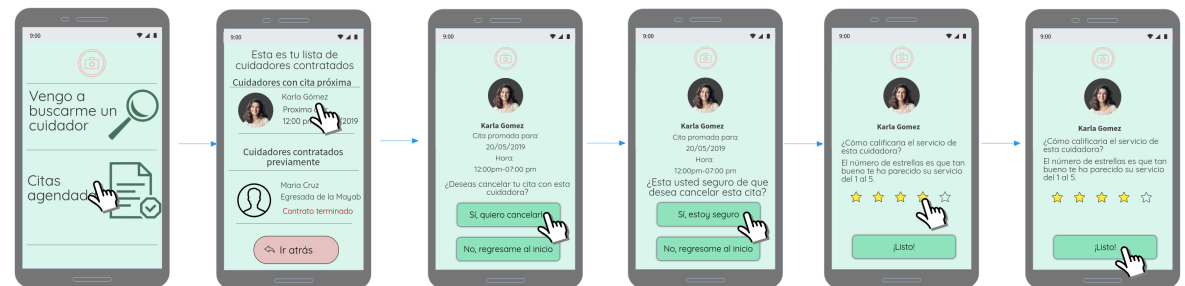 9:00
Vengo a
buscarme un
cuidador
Citas
agendad
9:00
Esta es tu lista de
cuidadores contratados
Cuidadores con cita próxima
Karla Gómez
Proxima
12:00 p 2019
Cuidadores contratados
previamente
Maria Cruz
Egresada de la Mayab
Contrato terminado
Ir atrás
9:00
Karla Gomez
Cita promada para:
20/05/2019
Hora:
12:00pm-07:00 pm
¿Deseas cancelar tu cita con esta
cuidadora?
Sí, quiero cancelarl
No, regresame al inicio
9:00
Karla Gomez
Cita promada para:
20/05/2019
Hora:
12:00pm-07:00 pm
¿Esta usted seguro de que
desea cancelar esta cita?
Sí, estoy seguro
No, regresame al inicio
9:00
Karla Gomez
¿Cómo calificaria el servicio de
esta cuidadora?
El número de estrellas es que tan
bueno te ha parecido su servicio
del 1 al 5.
¡Listo!
9:00
Karla Gomez
¿Cómo calificaria el servicio de
esta cuidadora?
El número de estrellas es que tan
bueno te ha parecido su servicio
del 1 al 5.
¡Listo!